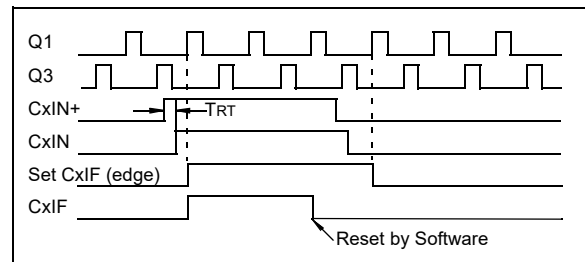 Q1
Q3
CxIN+
TRT
CxIN
Set CxIF (edge)
CxIF
Reset by Software